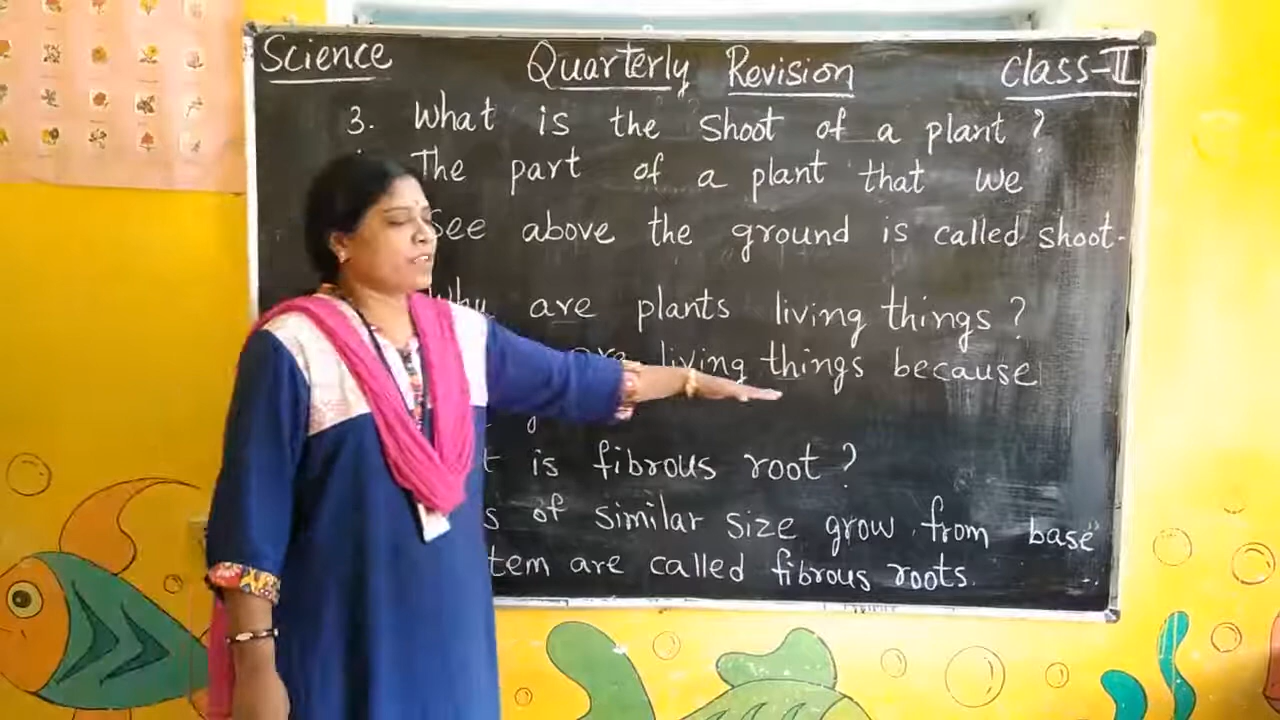 Science Quarterly Revision Class-II
3. What is the shoot of a plant ?
The part of a plant that we
see above the ground is called shoot.
Why are plants living things ?
are living things because
is fibrous root ?
of similar size grow from base
are called fibrous roots.